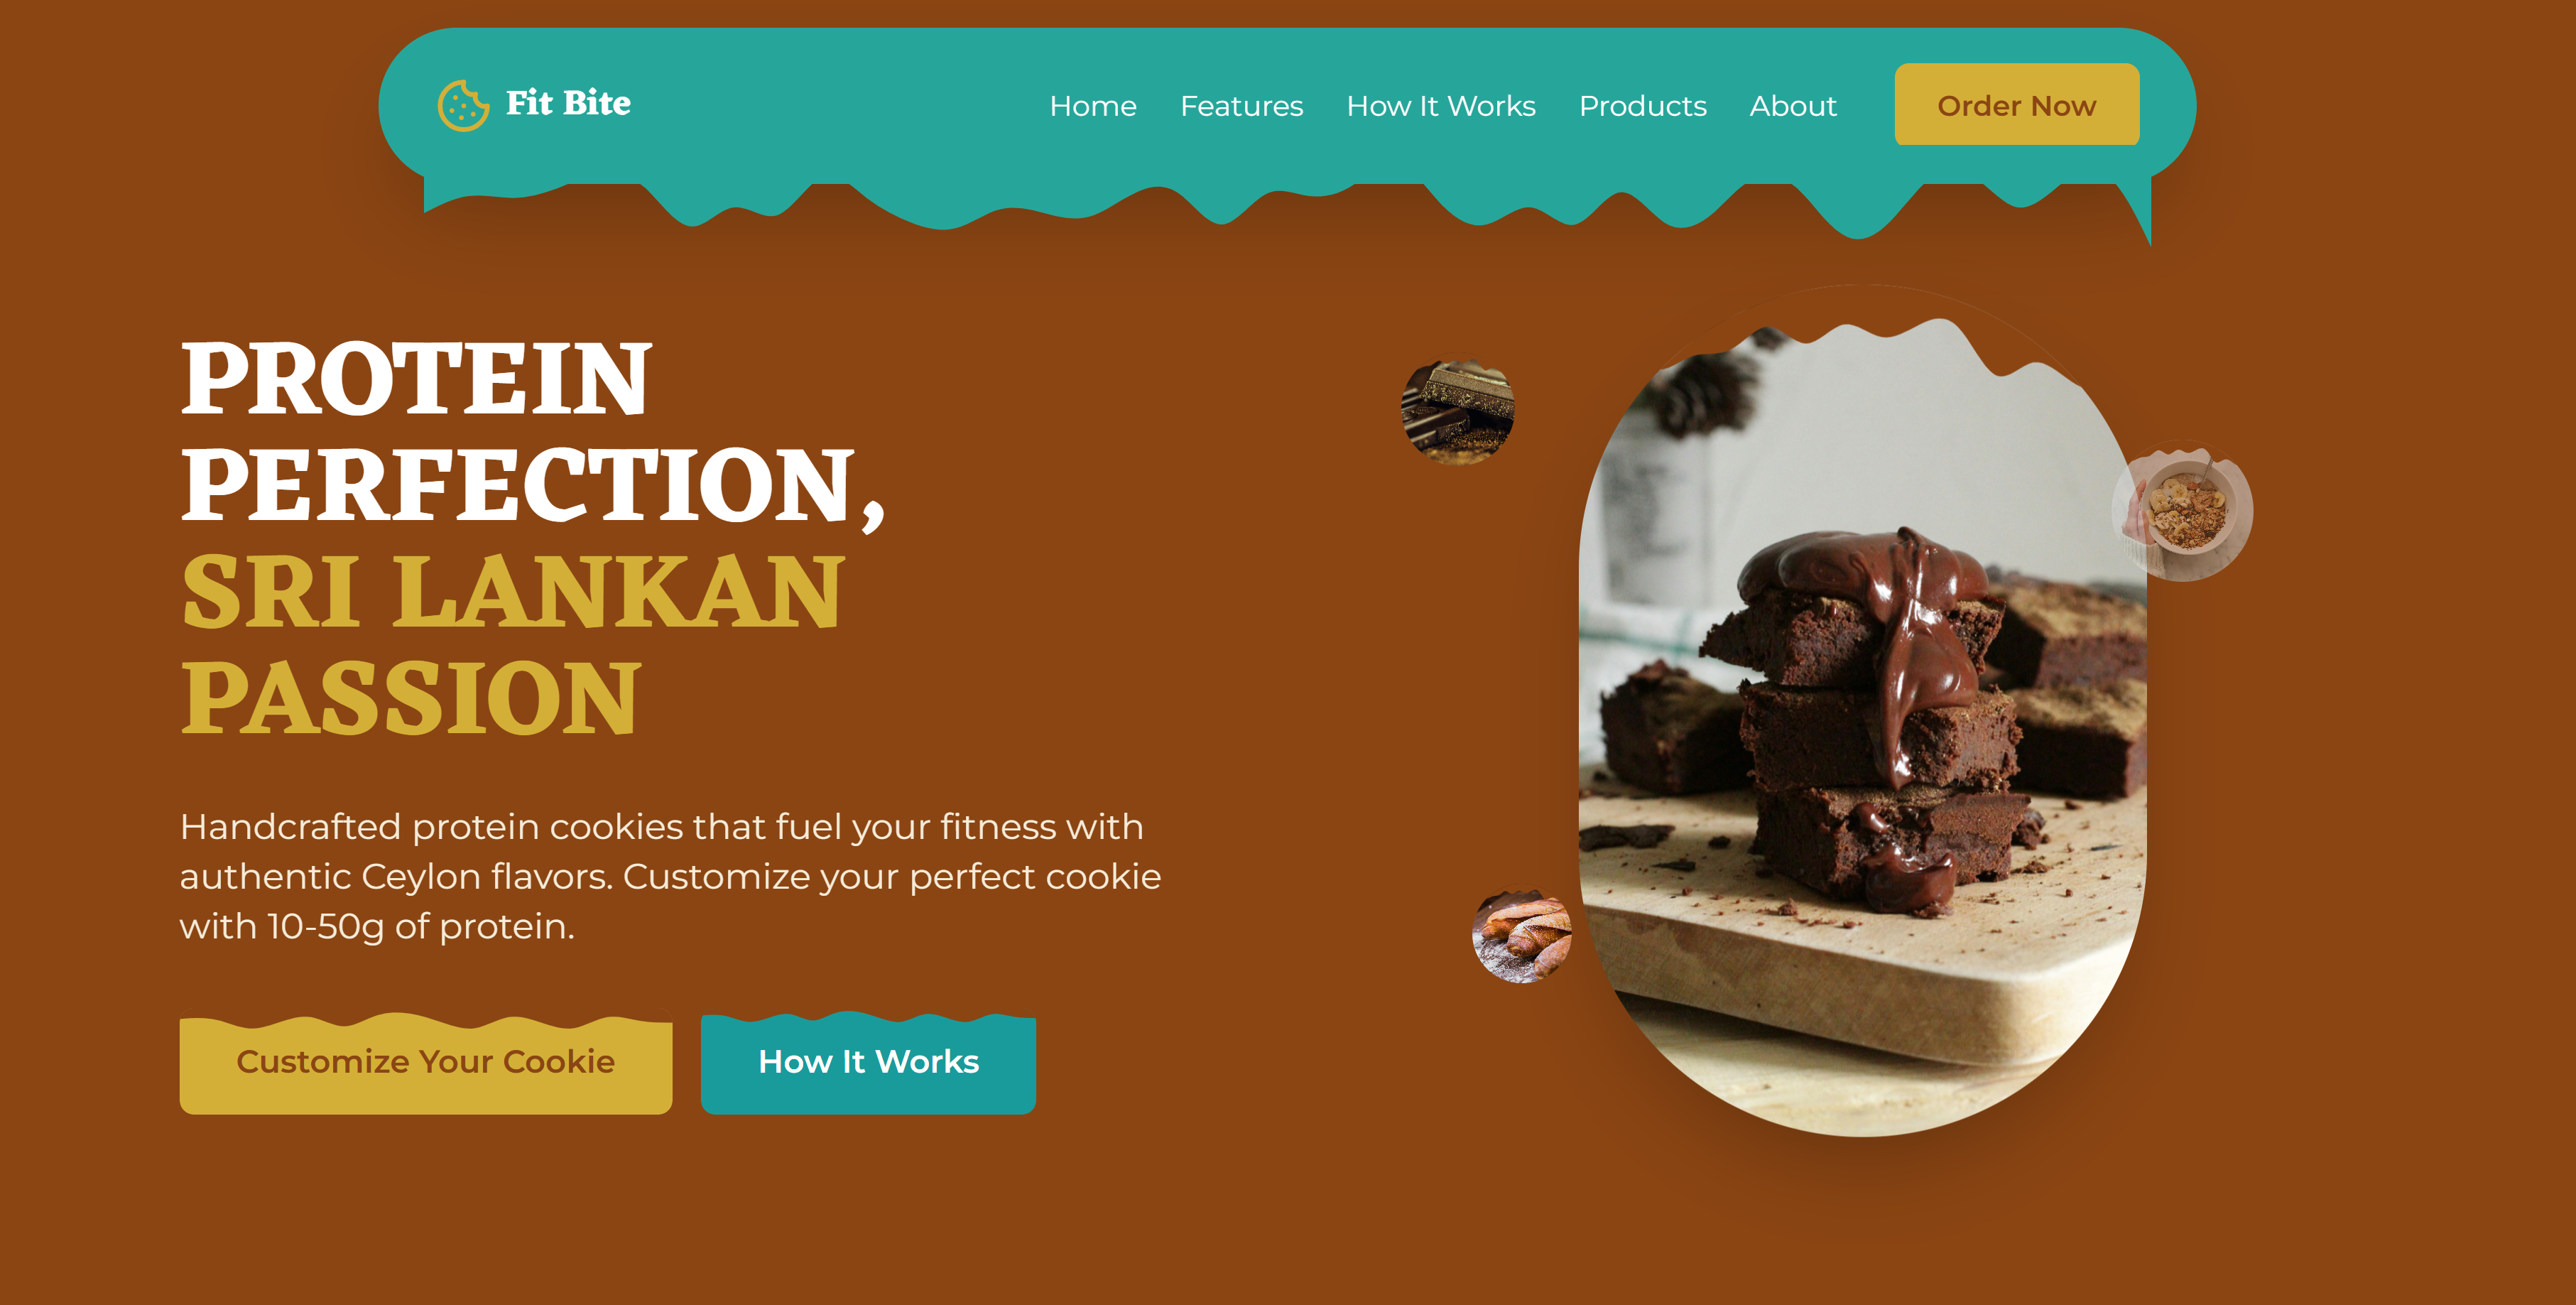 Fit Bite
Home Features How It Works Products About Order Now
PROTEIN
PERFECTION,
SRI LANKAN
PASSION
Handcrafted protein cookies that fuel your fitness with
authentic Ceylon flavors. Customize your perfect cookie
with 10-50g of protein.
Customize Your Cookie
How It Works